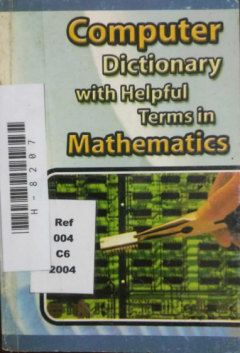 Computer
Dictionary
with Helpful
Terms in
Mathematics
H-8207
Ref
004
C6
2004